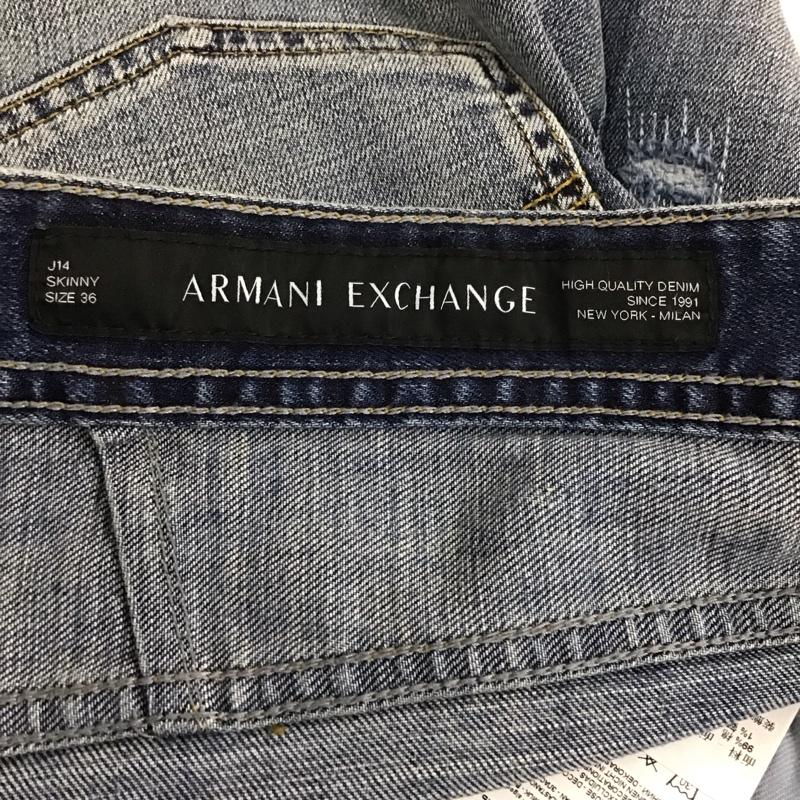 J14
SKINNY
SIZE 36
ARMANI EXCHANGE
HIGH QUALITY DENIM
SINCE 1991
NEW YORK - MILAN